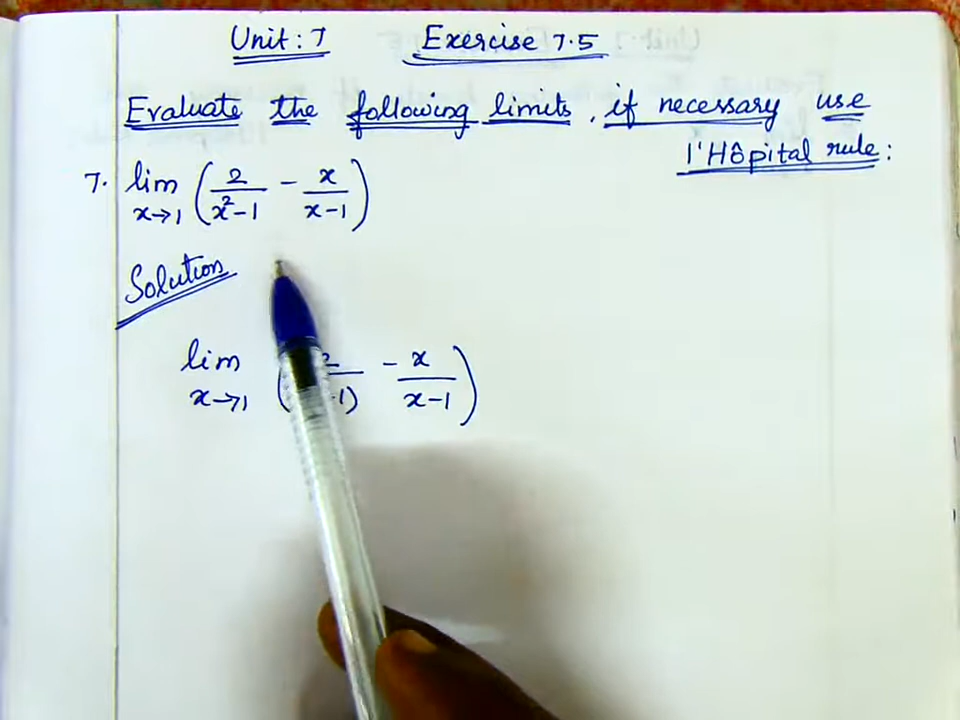 Unit : 7 Exercise 7.5
Evaluate the following limits, if necessary use
l'Hôpital rule:
7. lim x→1 (2/(x²-1) - x/(x-1))
Solution
lim x→1 ( - x/(x-1))